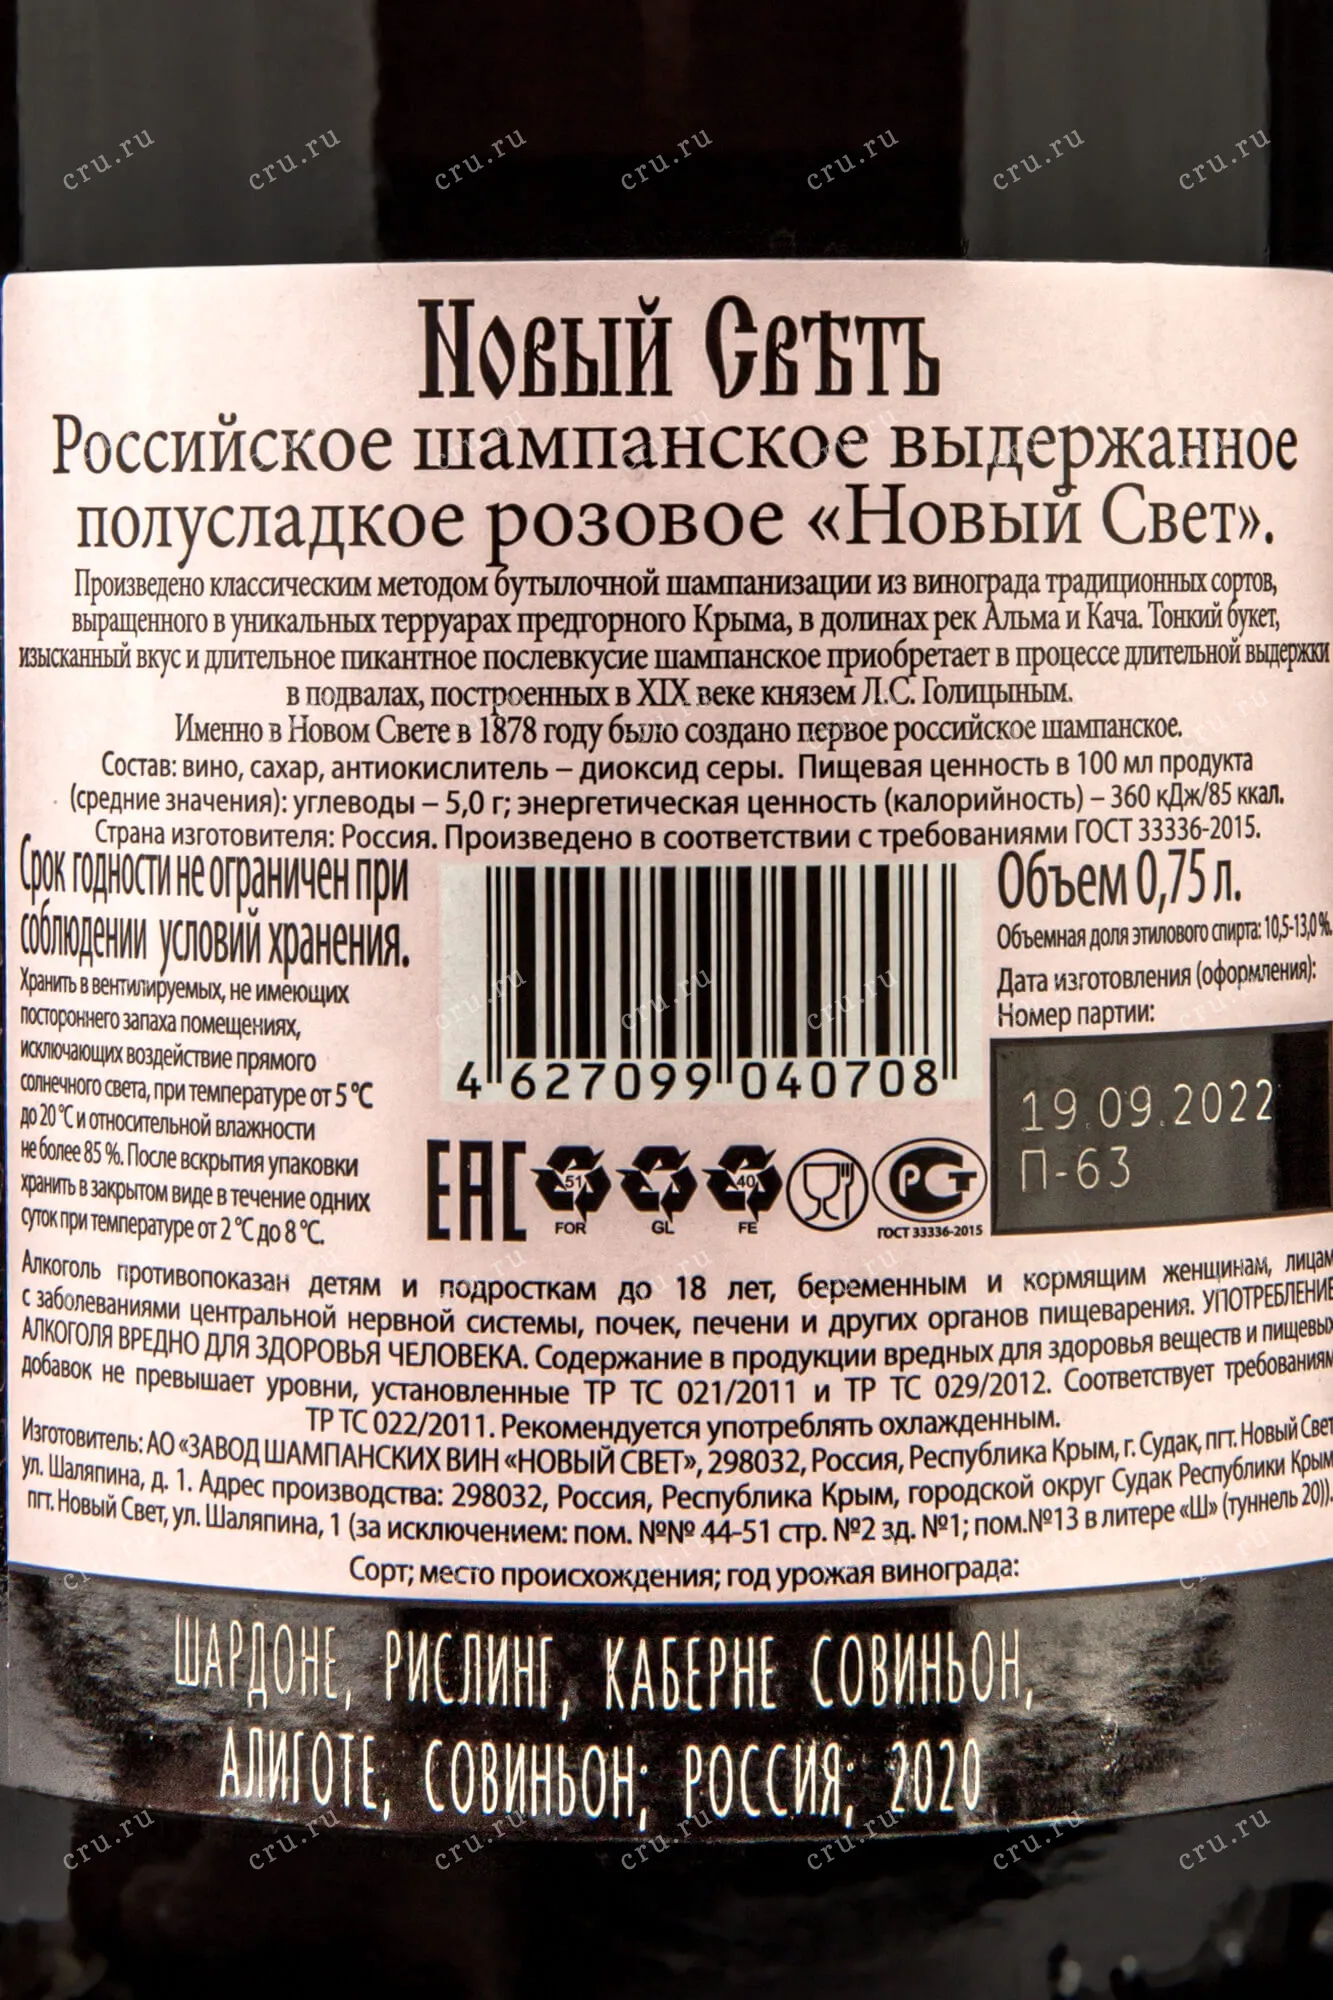 Новый Свѣтъ
Российское шампанское выдержанное
полусладкое розовое «Новый Свет».
Произведено классическим методом бутылочной шампанизации из винограда традиционных сортов,
выращенного в уникальных терруарах предгорного Крыма, в долинах рек Альма и Кача. Тонкий букет,
изысканный вкус и длительное пикантное послевкусие шампанское приобретает в процессе длительной выдержки
в подвалах, построенных в XIX веке князем Л.С. Голицыным.
Именно в Новом Свете в 1878 году было создано первое российское шампанское.
Состав: вино, сахар, антиокислитель – диоксид серы. Пищевая ценность в 100 мл продукта
(средние значения): углеводы – 5,0 г; энергетическая ценность (калорийность) – 360 кДж/85 ккал.
Страна изготовителя: Россия. Произведено в соответствии с требованиями ГОСТ 33336-2015.
Срок годности не ограничен при
соблюдении условий хранения.
Хранить в вентилируемых, не имеющих
постороннего запаха помещениях,
исключающих воздействие прямого
солнечного света, при температуре от 5 °С
до 20 °С и относительной влажности
не более 85 %. После вскрытия упаковки
хранить в закрытом виде в течение одних
суток при температуре от 2 °С до 8 °С.
4 627099 040708
EAC
51
FOR
GL
40
FE
РСТ
ГОСТ 33336-2015
Объем 0,75 л.
Объемная доля этилового спирта: 10,5-13,0 %.
Дата изготовления (оформления):
Номер партии:
19.09.2022
П-63
Алкоголь противопоказан детям и подросткам до 18 лет, беременным и кормящим женщинам, лицам
с заболеваниями центральной нервной системы, почек, печени и других органов пищеварения. УПОТРЕБЛЕНИЕ
АЛКОГОЛЯ ВРЕДНО ДЛЯ ЗДОРОВЬЯ ЧЕЛОВЕКА. Содержание в продукции вредных для здоровья веществ и пищевых
добавок не превышает уровни, установленные ТР ТС 021/2011 и ТР ТС 029/2012. Соответствует требованиям
ТР ТС 022/2011. Рекомендуется употреблять охлажденным.
Изготовитель: АО «ЗАВОД ШАМПАНСКИХ ВИН «НОВЫЙ СВЕТ», 298032, Россия, Республика Крым, г. Судак, пгт. Новый Свет
ул. Шаляпина, д. 1. Адрес производства: 298032, Россия, Республика Крым, городской округ Судак Республики Крым
пгт. Новый Свет, ул. Шаляпина, 1 (за исключением: пом. №№ 44-51 стр. №2 зд. №1; пом.№13 в литере «Ш» (туннель 20)).
Сорт; место происхождения; год урожая винограда:
ШАРДОНЕ, РИСЛИНГ, КАБЕРНЕ СОВИНЬОН,
АЛИГОТЕ, СОВИНЬОН; РОССИЯ; 2020
cru.ru